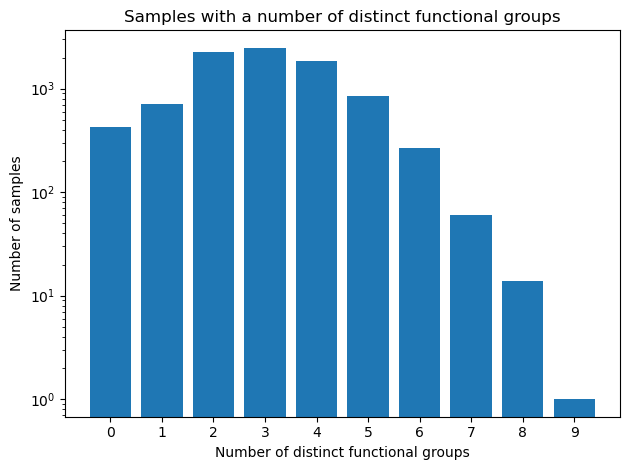 Samples with a number of distinct functional groups
Number of samples
10³
10²
10¹
10⁰
0 1 2 3 4 5 6 7 8 9
Number of distinct functional groups